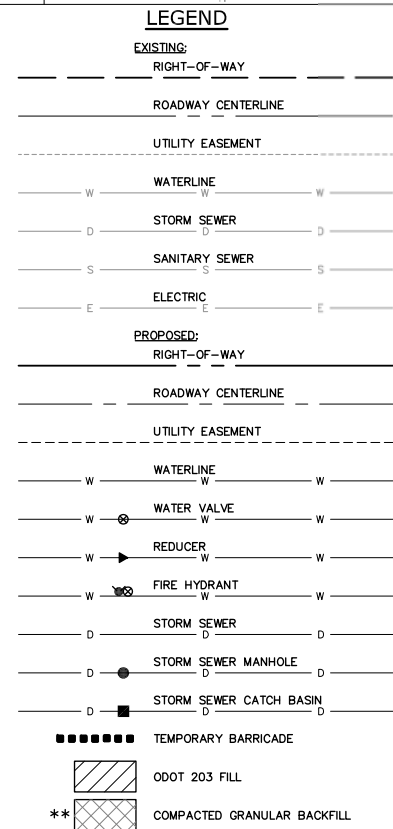 LEGEND
EXISTING:
RIGHT-OF-WAY
ROADWAY CENTERLINE
UTILITY EASEMENT
WATERLINE
W W W
STORM SEWER
D D D
SANITARY SEWER
S S S
ELECTRIC
E E E
PROPOSED:
RIGHT-OF-WAY
ROADWAY CENTERLINE
UTILITY EASEMENT
WATERLINE
W W W
WATER VALVE
W W W
REDUCER
W W W
FIRE HYDRANT
W W W
STORM SEWER
D D D
STORM SEWER MANHOLE
D D D
STORM SEWER CATCH BASIN
D D D
TEMPORARY BARRICADE
ODOT 203 FILL
** COMPACTED GRANULAR BACKFILL